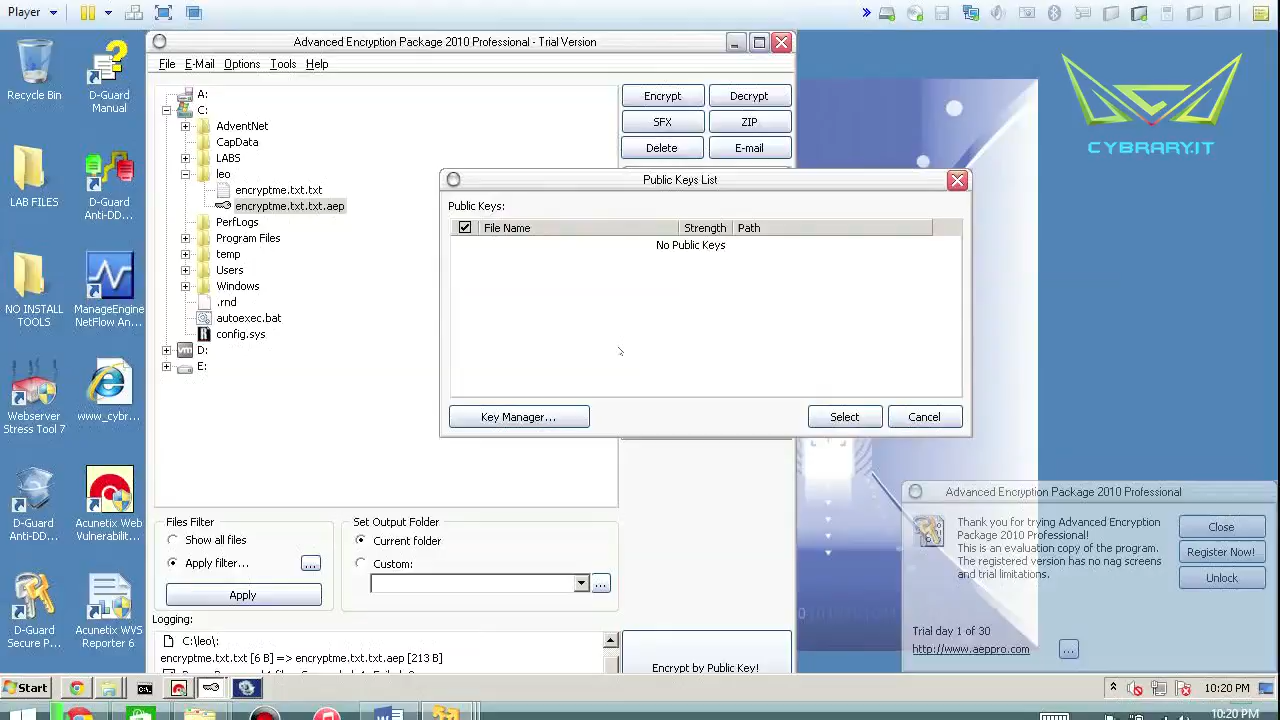 Player
Recycle Bin
D-Guard
Manual
LAB FILES
D-Guard
Anti-DD...
NO INSTALL
TOOLS
ManageEngine
NetFlow An...
Webserver
Stress Tool 7
www_cybr...
D-Guard
Anti-DD...
Acunetix Web
Vulnerabilit...
D-Guard
Secure P...
Acunetix WVS
Reporter 6
Advanced Encryption Package 2010 Professional - Trial Version
File E-Mail Options Tools Help
A:
C:
AdventNet
CapData
LABS
leo
encryptme.txt.txt
encryptme.txt.txt.aep
PerfLogs
Program Files
temp
Users
Windows
.rnd
autoexec.bat
config.sys
D:
E:
Encrypt Decrypt
SFX ZIP
Delete E-mail
Public Keys List
Public Keys:
File Name Strength Path
No Public Keys
Key Manager... Select Cancel
Files Filter
Show all files
Apply filter... ...
Apply
Set Output Folder
Current folder
Custom:
...
Logging:
C:\leo\:
encryptme.txt.txt [6 B] => encryptme.txt.txt.aep [213 B]
Encrypt by Public Key!
CYBRARY.IT
Advanced Encryption Package 2010 Professional
Thank you for trying Advanced Encryption
Package 2010 Professional!
This is an evaluation copy of the program.
The registered version has no nag screens
and trial limitations.
Close
Register Now!
Unlock
Trial day 1 of 30
http://www.aeppro.com ...
Start
10:20 PM
10:20 PM